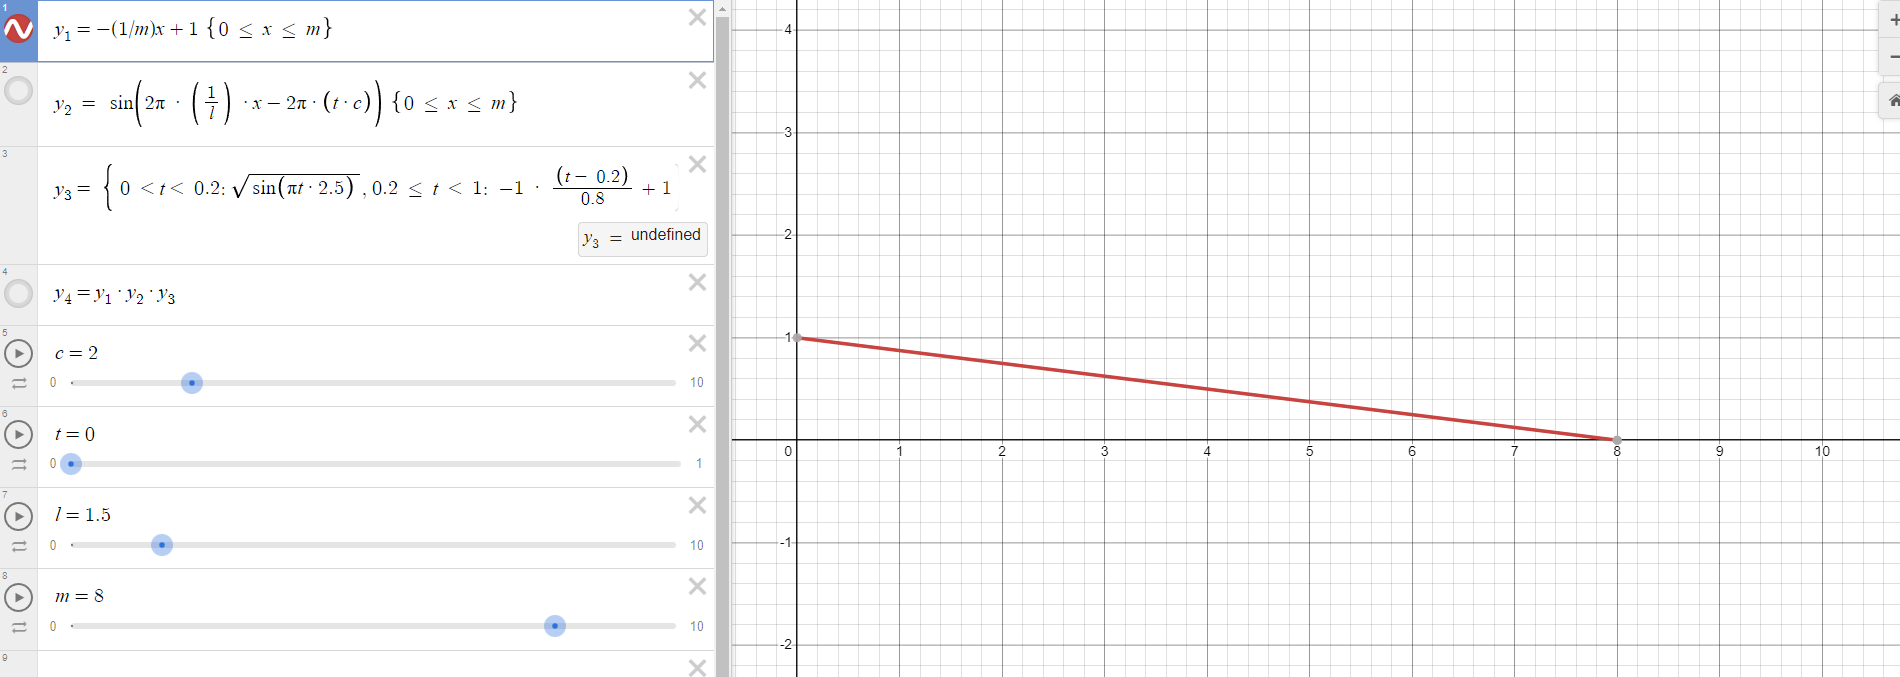 1
y₁ = −(1/m)x + 1 {0 ≤ x ≤ m}
2
y₂ = sin(2π · (1/l) · x − 2π · (t · c)) {0 ≤ x ≤ m}
3
y₃ = { 0 < t < 0.2: √sin(πt · 2.5) , 0.2 ≤ t < 1: −1 · (t − 0.2)/0.8 + 1
y₃ = undefined
4
y₄ = y₁ · y₂ · y₃
5
c = 2
0 10
6
t = 0
0 1
7
l = 1.5
0 10
8
m = 8
0 10
9
4
3
2
1
0 1 2 3 4 5 6 7 8 9 10
-1
-2
+
−